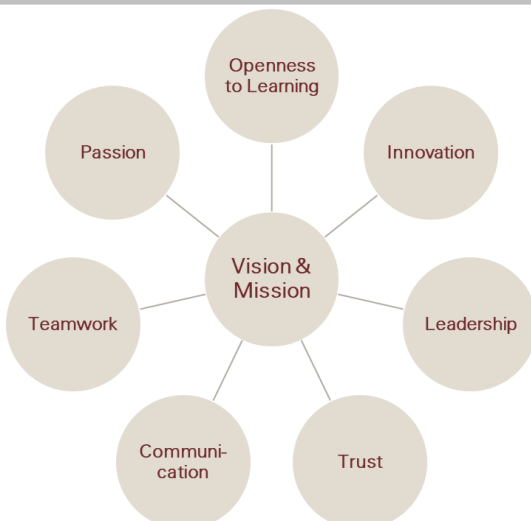 Openness
to Learning
Passion
Innovation
Vision &
Mission
Teamwork
Leadership
Communi-
cation
Trust